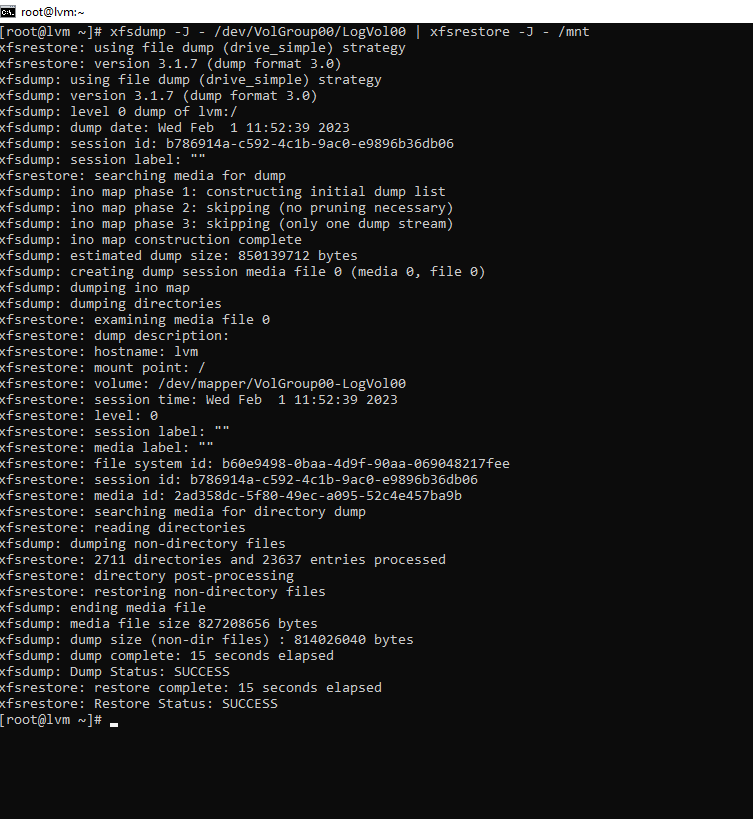 root@lvm:~
[root@lvm ~]# xfsdump -J - /dev/VolGroup00/LogVol00 | xfsrestore -J - /mnt
xfsrestore: using file dump (drive_simple) strategy
xfsrestore: version 3.1.7 (dump format 3.0)
xfsdump: using file dump (drive_simple) strategy
xfsdump: version 3.1.7 (dump format 3.0)
xfsdump: level 0 dump of lvm:/
xfsdump: dump date: Wed Feb  1 11:52:39 2023
xfsdump: session id: b786914a-c592-4c1b-9ac0-e9896b36db06
xfsdump: session label: ""
xfsrestore: searching media for dump
xfsdump: ino map phase 1: constructing initial dump list
xfsdump: ino map phase 2: skipping (no pruning necessary)
xfsdump: ino map phase 3: skipping (only one dump stream)
xfsdump: ino map construction complete
xfsdump: estimated dump size: 850139712 bytes
xfsdump: creating dump session media file 0 (media 0, file 0)
xfsdump: dumping ino map
xfsdump: dumping directories
xfsrestore: examining media file 0
xfsrestore: dump description:
xfsrestore: hostname: lvm
xfsrestore: mount point: /
xfsrestore: volume: /dev/mapper/VolGroup00-LogVol00
xfsrestore: session time: Wed Feb  1 11:52:39 2023
xfsrestore: level: 0
xfsrestore: session label: ""
xfsrestore: media label: ""
xfsrestore: file system id: b60e9498-0baa-4d9f-90aa-069048217fee
xfsrestore: session id: b786914a-c592-4c1b-9ac0-e9896b36db06
xfsrestore: media id: 2ad358dc-5f80-49ec-a095-52c4e457ba9b
xfsrestore: searching media for directory dump
xfsrestore: reading directories
xfsdump: dumping non-directory files
xfsrestore: 2711 directories and 23637 entries processed
xfsrestore: directory post-processing
xfsrestore: restoring non-directory files
xfsdump: ending media file
xfsdump: media file size 827208656 bytes
xfsdump: dump size (non-dir files) : 814026040 bytes
xfsdump: dump complete: 15 seconds elapsed
xfsdump: Dump Status: SUCCESS
xfsrestore: restore complete: 15 seconds elapsed
xfsrestore: Restore Status: SUCCESS
[root@lvm ~]#